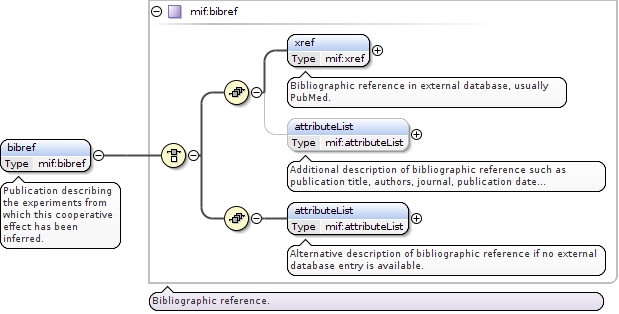 mif:bibref
xref
Type mif:xref
Bibliographic reference in external database, usually
PubMed.
attributeList
Type mif:attributeList
Additional description of bibliographic reference such as
publication title, authors, journal, publication date...
bibref
Type mif:bibref
Publication describing
the experiments from
which this cooperative
effect has been
inferred.
attributeList
Type mif:attributeList
Alternative description of bibliographic reference if no external
database entry is available.
Bibliographic reference.